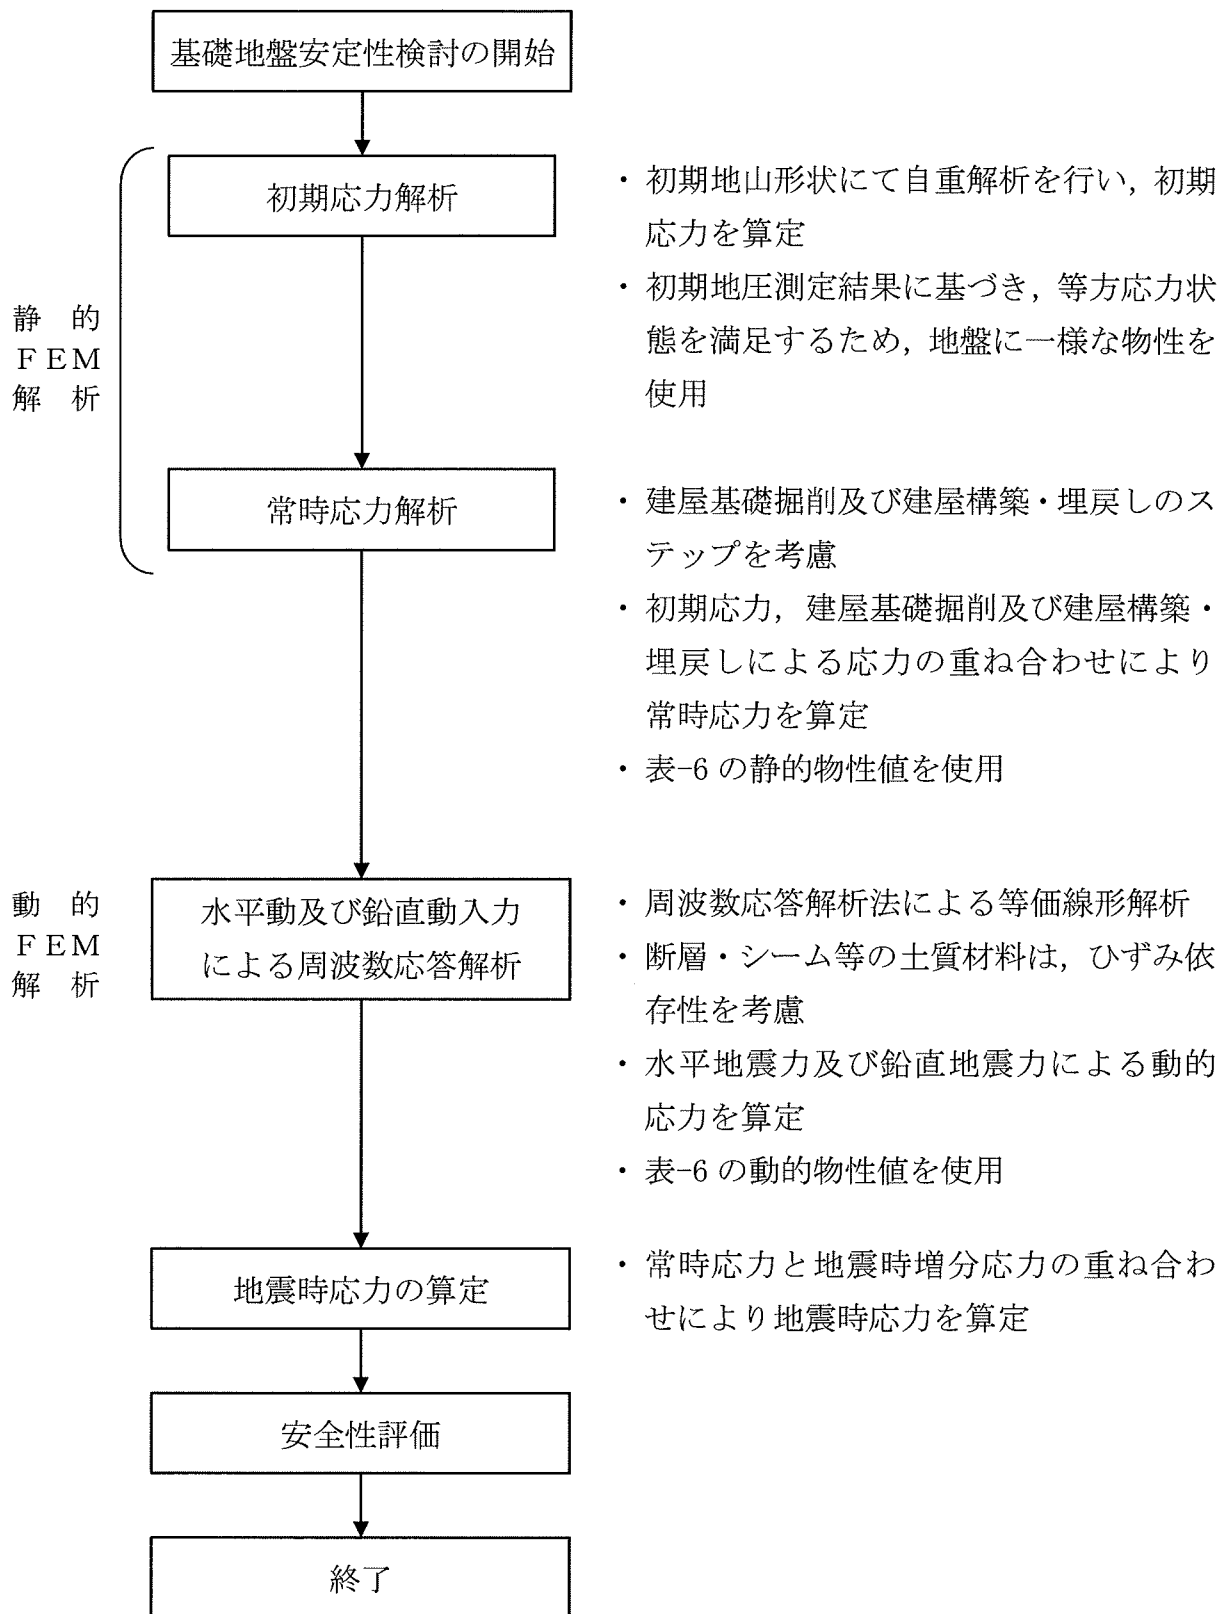 基礎地盤安定性検討の開始
初期応力解析
・初期地山形状にて自重解析を行い，初期
応力を算定
・初期地圧測定結果に基づき，等方応力状
態を満足するため，地盤に一様な物性を
使用
静的
ＦＥＭ
解析
常時応力解析
・建屋基礎掘削及び建屋構築・埋戻しのス
テップを考慮
・初期応力，建屋基礎掘削及び建屋構築・
埋戻しによる応力の重ね合わせにより
常時応力を算定
・表-6 の静的物性値を使用
動的
ＦＥＭ
解析
水平動及び鉛直動入力
による周波数応答解析
・周波数応答解析法による等価線形解析
・断層・シーム等の土質材料は，ひずみ依
存性を考慮
・水平地震力及び鉛直地震力による動的
応力を算定
・表-6 の動的物性値を使用
地震時応力の算定
・常時応力と地震時増分応力の重ね合わ
せにより地震時応力を算定
安全性評価
終了